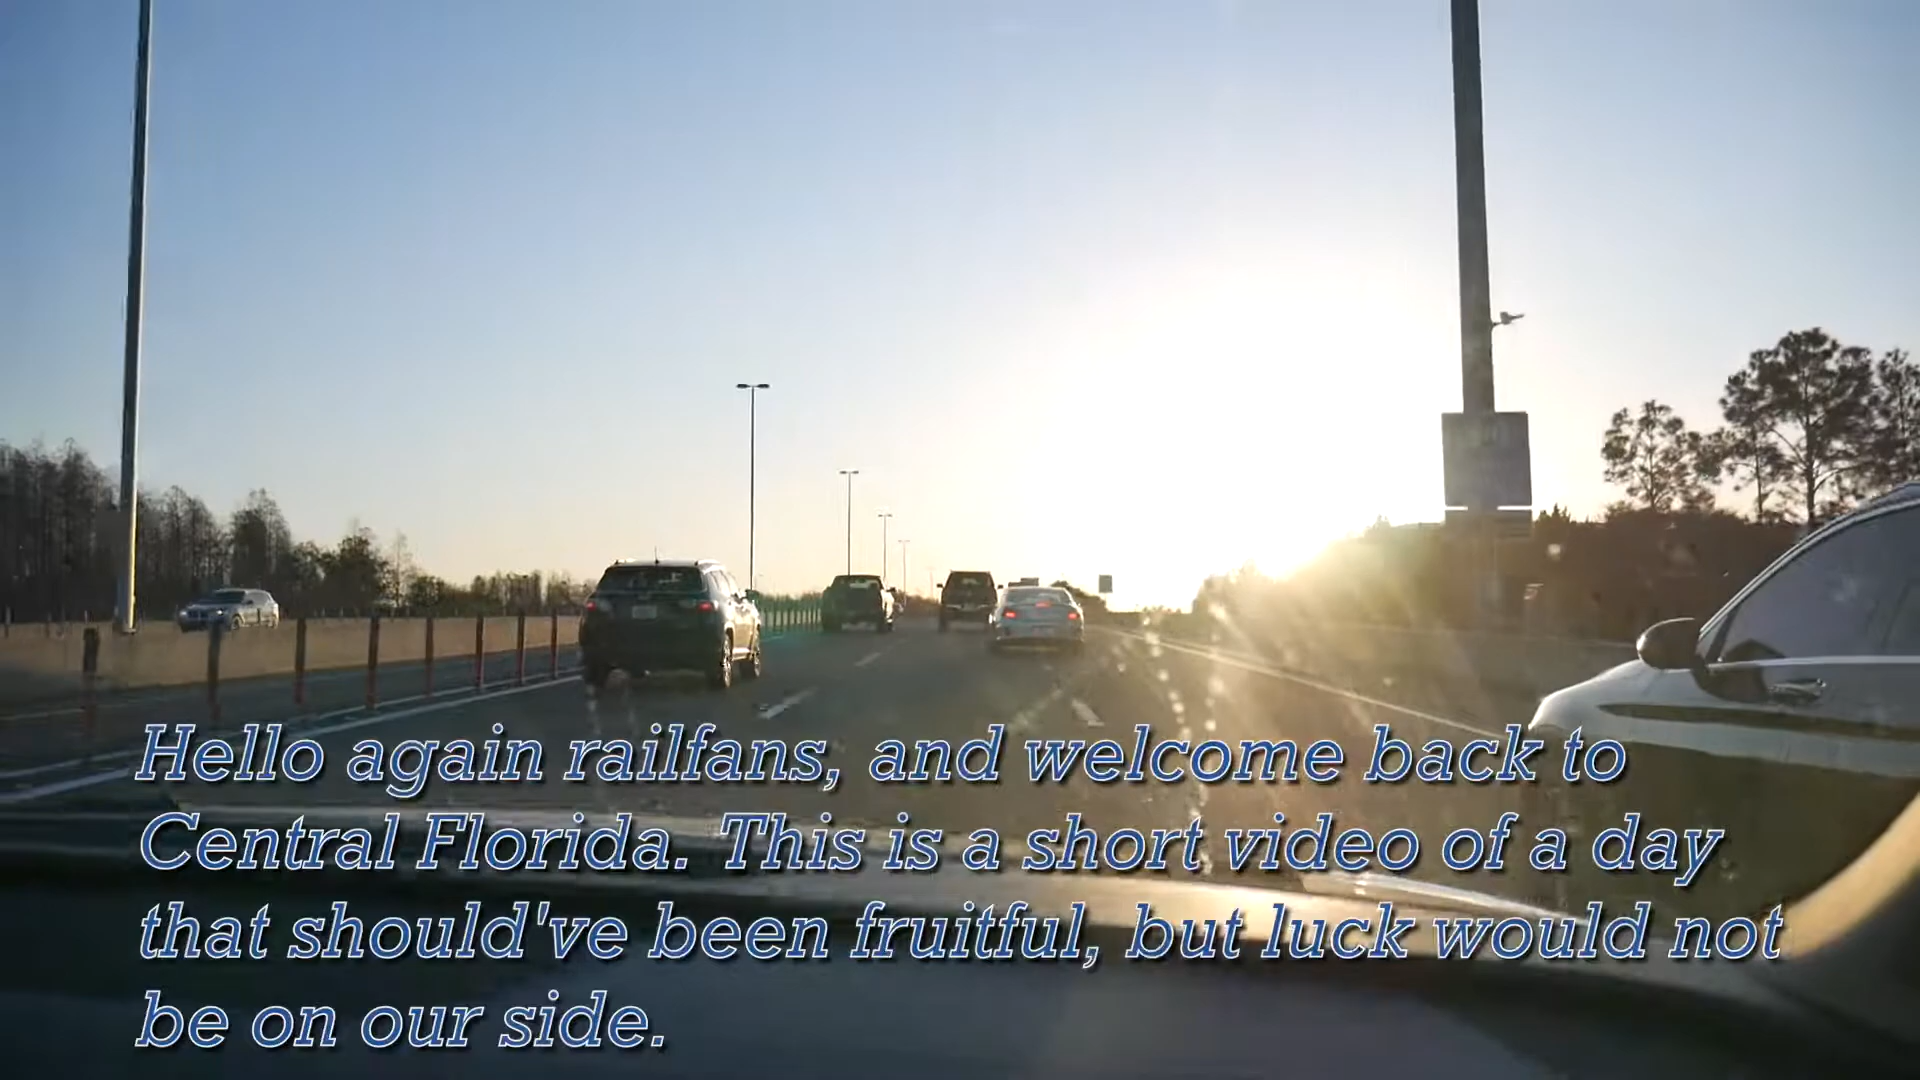 Hello again railfans, and welcome back to
Central Florida. This is a short video of a day
that should've been fruitful, but luck would not
be on our side.